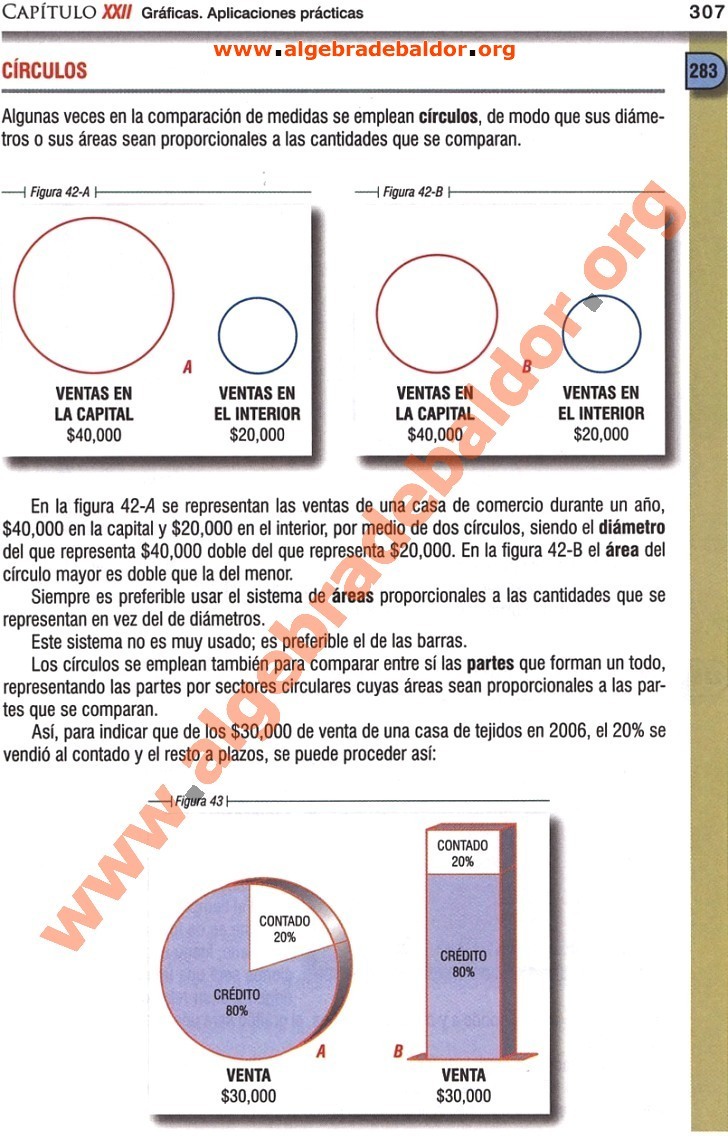 CAPÍTULO XXII Gráficas. Aplicaciones prácticas 307
www.algebradebaldor.org
CÍRCULOS 283
Algunas veces en la comparación de medidas se emplean círculos, de modo que sus diáme-
tros o sus áreas sean proporcionales a las cantidades que se comparan.
Figura 42-A
A
VENTAS EN
LA CAPITAL
$40,000
VENTAS EN
EL INTERIOR
$20,000
Figura 42-B
B
VENTAS EN
LA CAPITAL
$40,000
VENTAS EN
EL INTERIOR
$20,000
En la figura 42-A se representan las ventas de una casa de comercio durante un año,
$40,000 en la capital y $20,000 en el interior, por medio de dos círculos, siendo el diámetro
del que representa $40,000 doble del que representa $20,000. En la figura 42-B el área del
círculo mayor es doble que la del menor.
Siempre es preferible usar el sistema de áreas proporcionales a las cantidades que se
representan en vez del de diámetros.
Este sistema no es muy usado; es preferible el de las barras.
Los círculos se emplean también para comparar entre sí las partes que forman un todo,
representando las partes por sectores circulares cuyas áreas sean proporcionales a las par-
tes que se comparan.
Así, para indicar que de los $30,000 de venta de una casa de tejidos en 2006, el 20% se
vendió al contado y el resto a plazos, se puede proceder así:
Figura 43
CONTADO
20%
CRÉDITO
80%
A
VENTA
$30,000
CONTADO
20%
CRÉDITO
80%
B
VENTA
$30,000
www.algebradebaldor.org